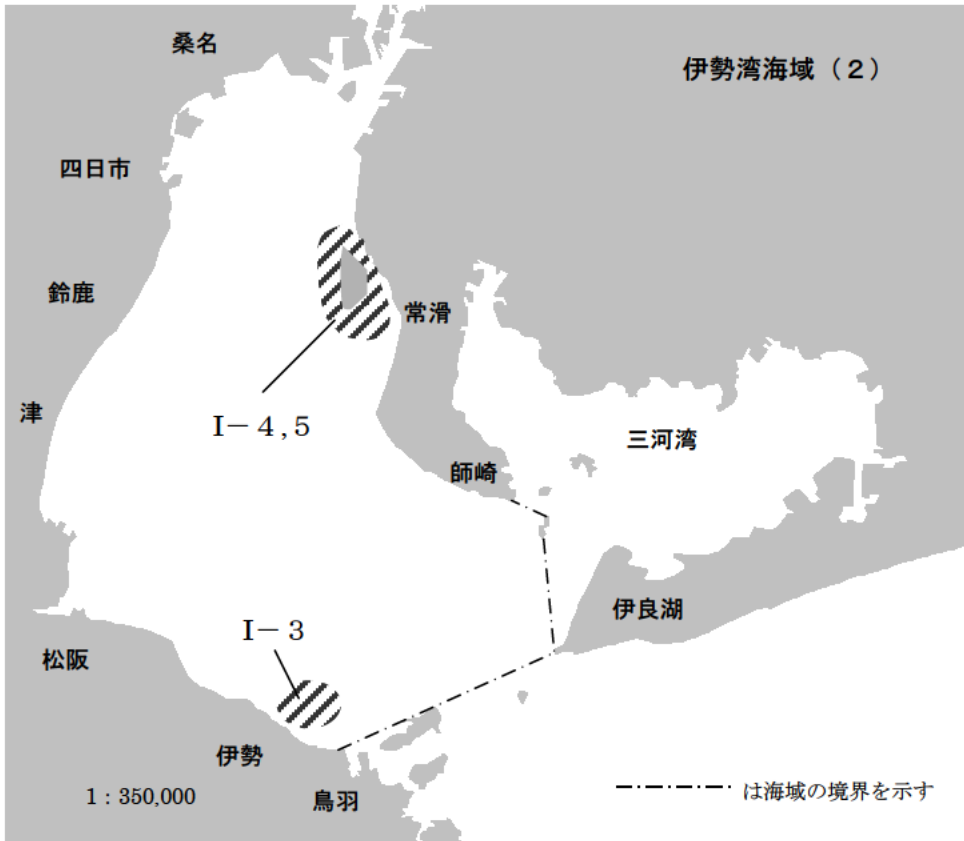 桑名
伊勢湾海域（２）
四日市
鈴鹿
常滑
Ⅰ－４,５
津
三河湾
師崎
伊良湖
Ⅰ－３
松阪
伊勢
1：350,000
鳥羽
は海域の境界を示す